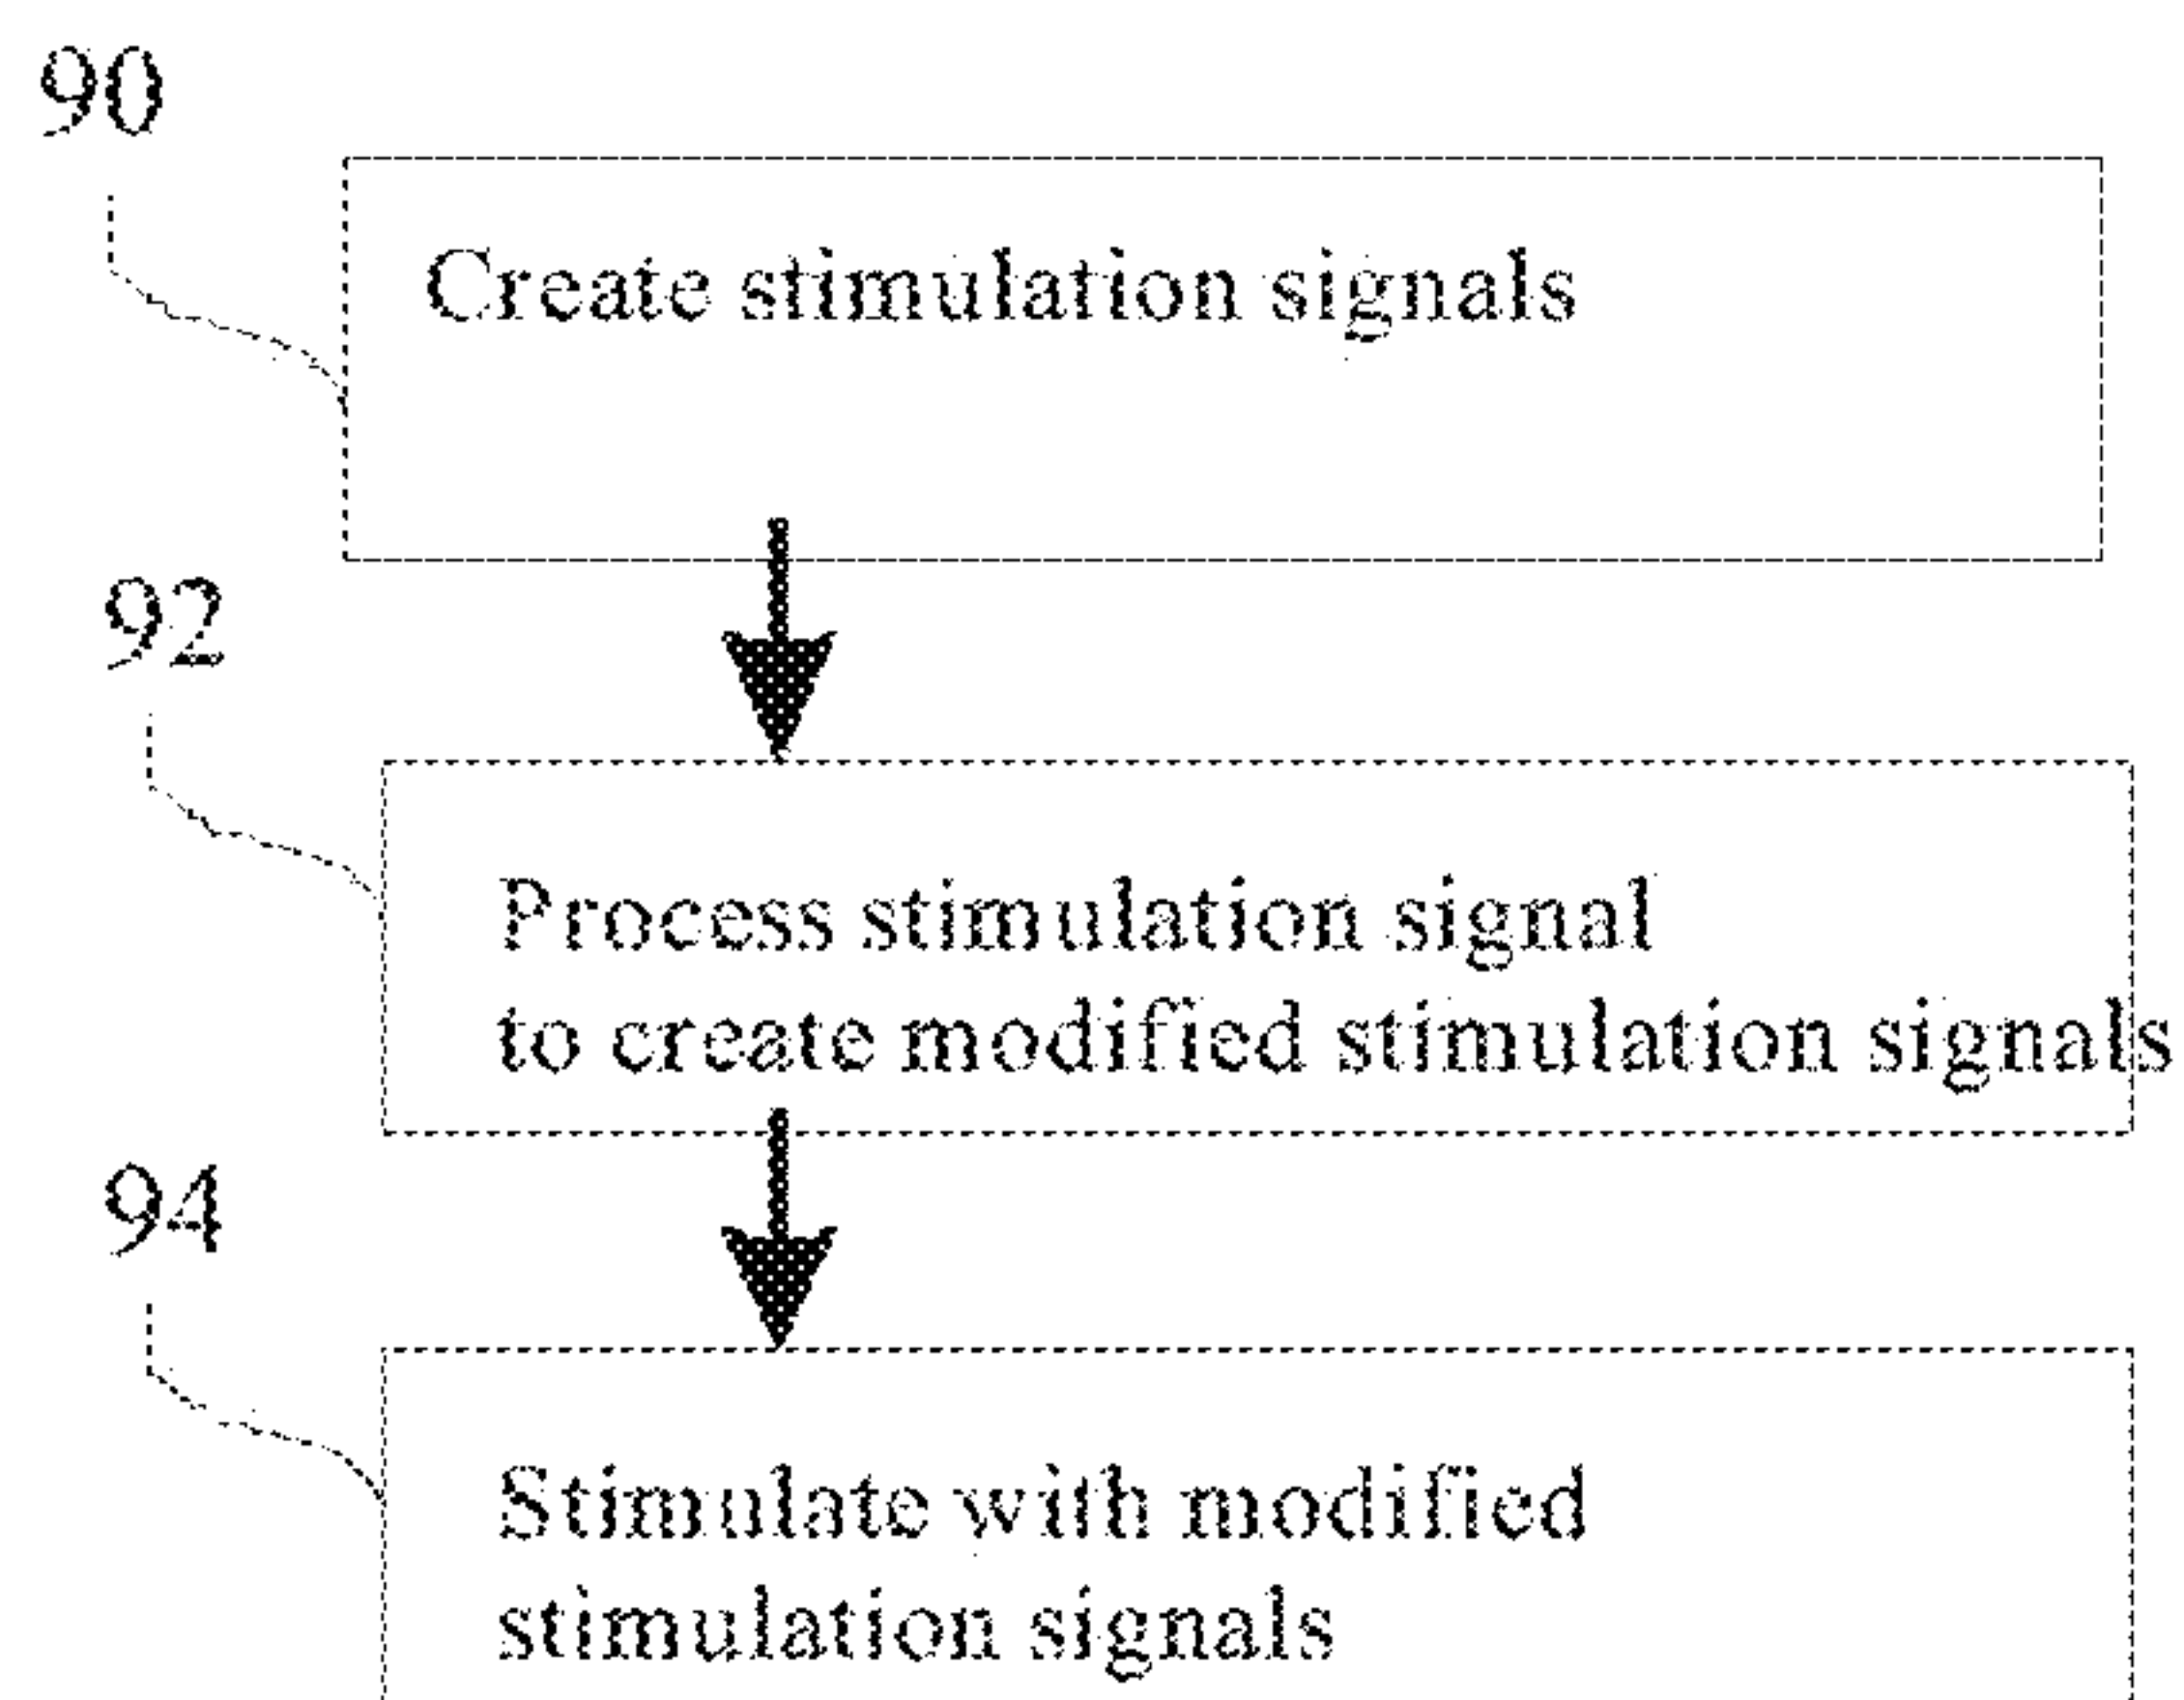 90
Create stimulation signals
92
Process stimulation signal
to create modified stimulation signals
94
Stimulate with modified
stimulation signals